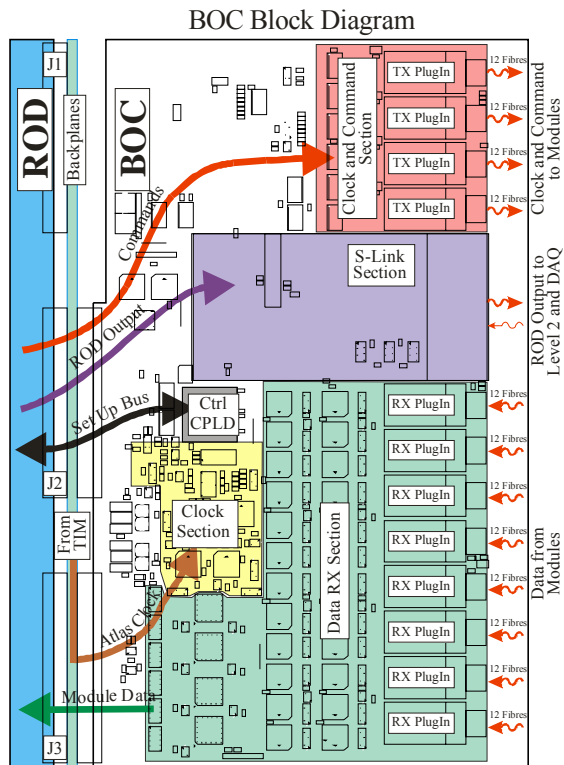 BOC Block Diagram
J1
ROD
Backplanes
BOC
Commands
Clock and Command
Section
TX PlugIn
12 Fibres
TX PlugIn
12 Fibres
TX PlugIn
12 Fibres
TX PlugIn
12 Fibres
Clock and Command
to Modules
S-Link
Section
ROD Output
ROD Output to
Level 2 and DAQ
Set Up Bus
Ctrl
CPLD
J2
From
TIM
Clock
Section
Atlas Clock
Module Data
J3
Data RX Section
RX PlugIn
12 Fibres
RX PlugIn
12 Fibres
RX PlugIn
12 Fibres
RX PlugIn
12 Fibres
RX PlugIn
12 Fibres
RX PlugIn
12 Fibres
RX PlugIn
12 Fibres
RX PlugIn
12 Fibres
Data from
Modules